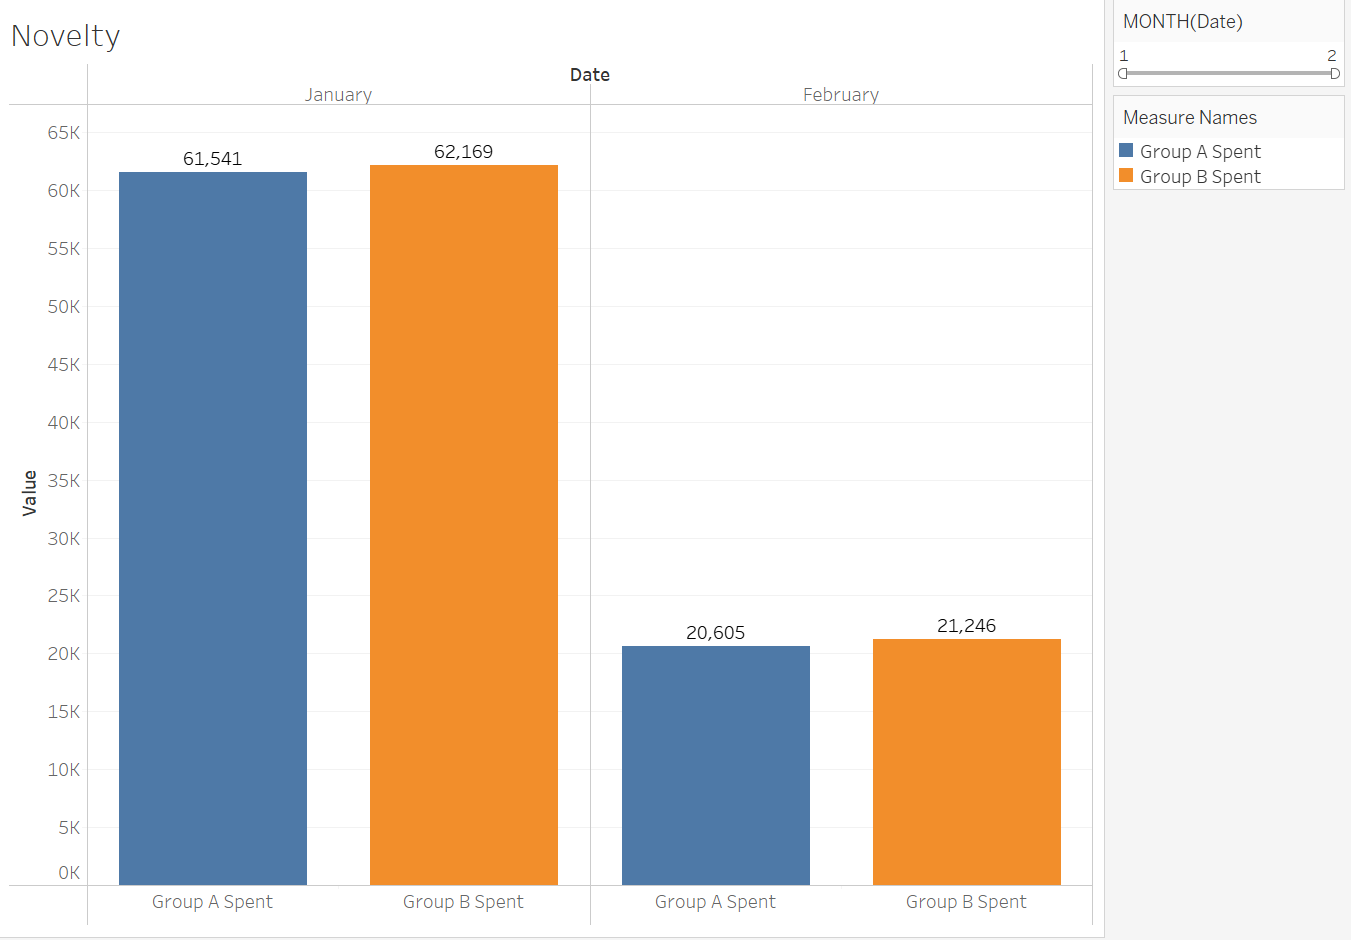 Novelty
Date
January February
65K
60K
55K
50K
45K
40K
35K
30K
25K
20K
15K
10K
5K
0K
Value
61,541
62,169
20,605
21,246
Group A Spent Group B Spent Group A Spent Group B Spent
MONTH(Date)
1 2
Measure Names
Group A Spent
Group B Spent